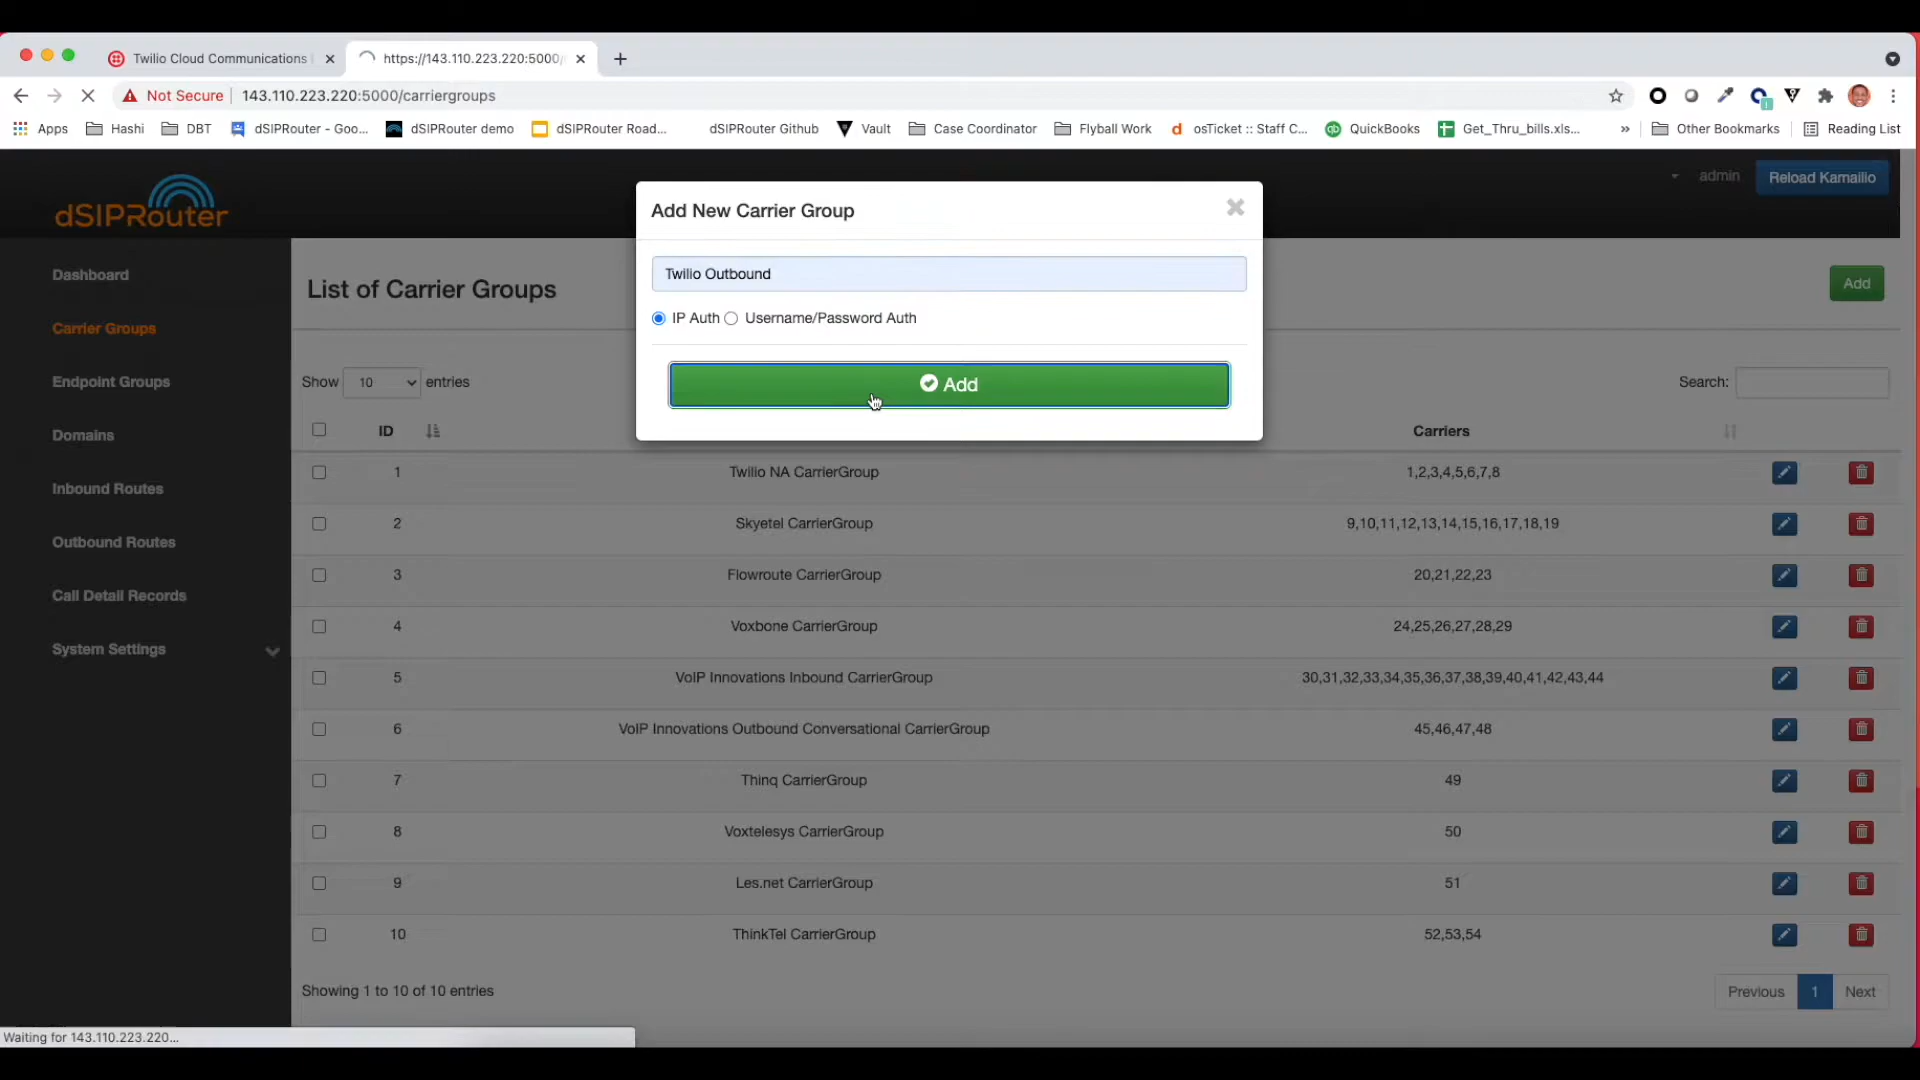 Twilio Cloud Communications
https://143.110.223.220:5000/
Not Secure 143.110.223.220:5000/carriergroups
Apps Hashi DBT dSIPRouter - Goo... dSIPRouter demo dSIPRouter Road... dSIPRouter Github Vault Case Coordinator Flyball Work osTicket :: Staff C... QuickBooks Get_Thru_bills.xls... » Other Bookmarks Reading List
dSIPRouter
admin Reload Kamailio
Dashboard
Carrier Groups
Endpoint Groups
Domains
Inbound Routes
Outbound Routes
Call Detail Records
System Settings
Add New Carrier Group
Twilio Outbound
IP Auth Username/Password Auth
Add
List of Carrier Groups
Add
Show 10 entries
Search:
ID Carriers
1 Twilio NA CarrierGroup 1,2,3,4,5,6,7,8
2 Skyetel CarrierGroup 9,10,11,12,13,14,15,16,17,18,19
3 Flowroute CarrierGroup 20,21,22,23
4 Voxbone CarrierGroup 24,25,26,27,28,29
5 VoIP Innovations Inbound CarrierGroup 30,31,32,33,34,35,36,37,38,39,40,41,42,43,44
6 VoIP Innovations Outbound Conversational CarrierGroup 45,46,47,48
7 Thinq CarrierGroup 49
8 Voxtelesys CarrierGroup 50
9 Les.net CarrierGroup 51
10 ThinkTel CarrierGroup 52,53,54
Showing 1 to 10 of 10 entries
Previous 1 Next
Waiting for 143.110.223.220...